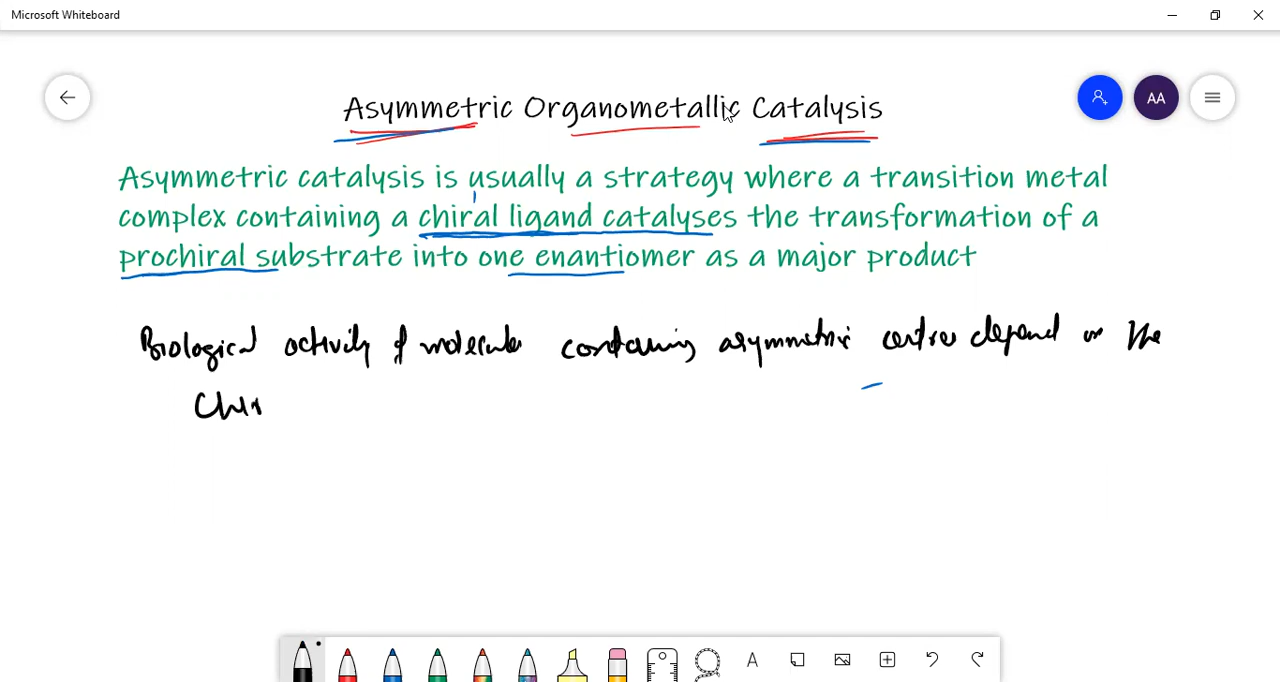 Microsoft Whiteboard
AA
Asymmetric Organometallic Catalysis
Asymmetric catalysis is usually a strategy where a transition metal
complex containing a chiral ligand catalyses the transformation of a
prochiral substrate into one enantiomer as a major product
Biological activity of molecules containing asymmetric centres depend on the
Chir
A